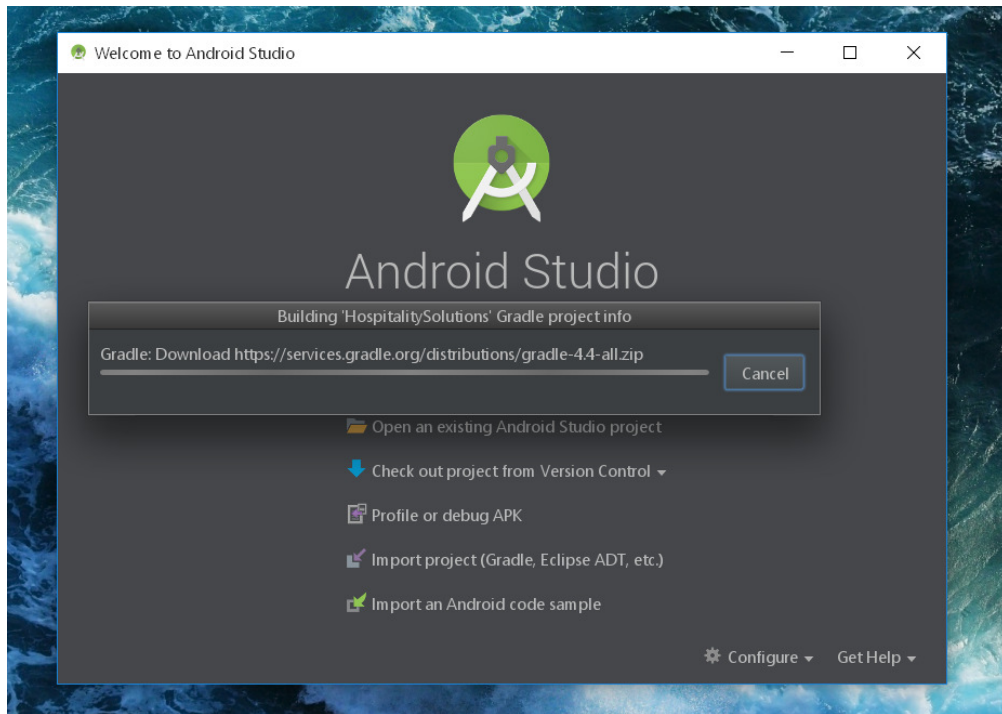 Welcome to Android Studio
Android Studio
Building 'HospitalitySolutions' Gradle project info
Gradle: Download https://services.gradle.org/distributions/gradle-4.4-all.zip
Cancel
Open an existing Android Studio project
Check out project from Version Control
Profile or debug APK
Import project (Gradle, Eclipse ADT, etc.)
Import an Android code sample
Configure Get Help